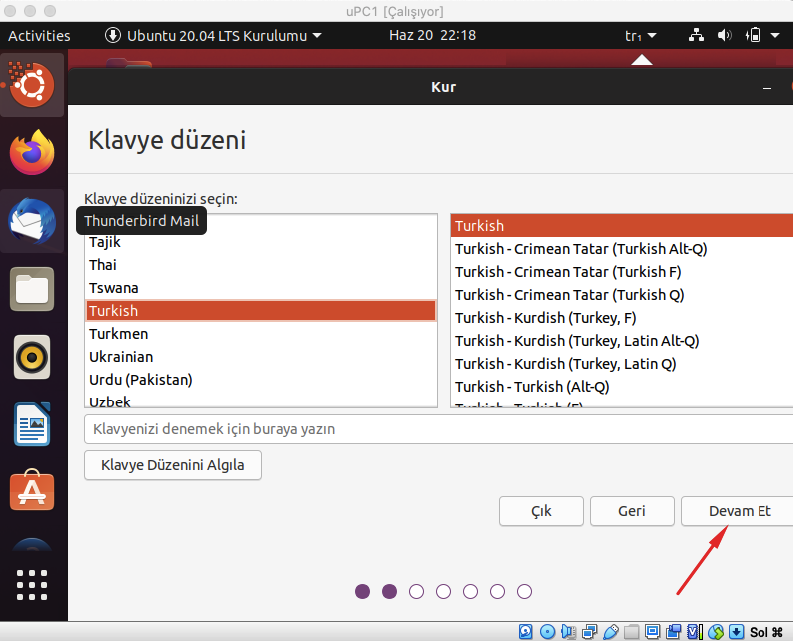 uPC1 [Çalışıyor]
Activities Ubuntu 20.04 LTS Kurulumu Haz 20 22:18 tr₁
Kur
Klavye düzeni
Klavye düzeninizi seçin:
Thunderbird Mail
Tajik
Thai
Tswana
Turkish
Turkmen
Ukrainian
Urdu (Pakistan)
Uzbek
Turkish
Turkish - Crimean Tatar (Turkish Alt-Q)
Turkish - Crimean Tatar (Turkish F)
Turkish - Crimean Tatar (Turkish Q)
Turkish - Kurdish (Turkey, F)
Turkish - Kurdish (Turkey, Latin Alt-Q)
Turkish - Kurdish (Turkey, Latin Q)
Turkish - Turkish (Alt-Q)
Turkish - Turkish (F)
Klavyenizi denemek için buraya yazın
Klavye Düzenini Algıla
Çık Geri Devam Et
Sol ⌘